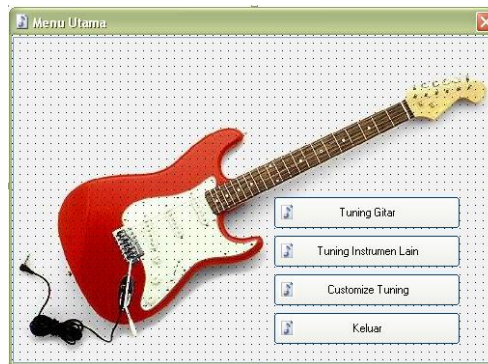 Menu Utama
Tuning Gitar
Tuning Instrumen Lain
Customize Tuning
Keluar